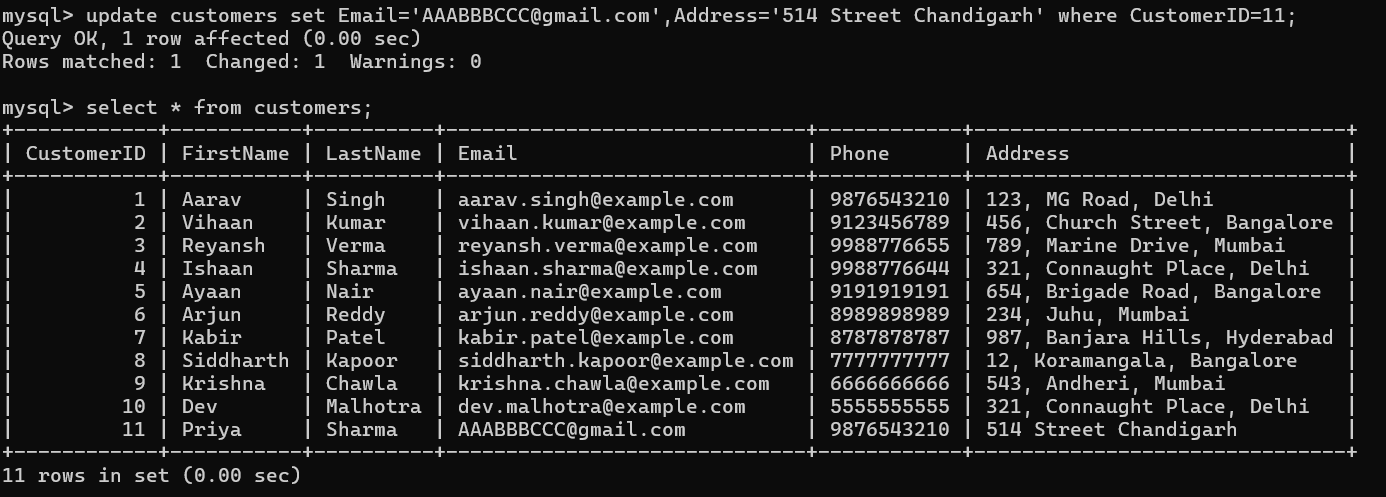 mysql> update customers set Email='AAABBBCCC@gmail.com',Address='514 Street Chandigarh' where CustomerID=11;
Query OK, 1 row affected (0.00 sec)
Rows matched: 1  Changed: 1  Warnings: 0

mysql> select * from customers;
+------------+-----------+----------+------------------------------+------------+-------------------------------+
| CustomerID | FirstName | LastName | Email                        | Phone      | Address                       |
+------------+-----------+----------+------------------------------+------------+-------------------------------+
|          1 | Aarav     | Singh    | aarav.singh@example.com      | 9876543210 | 123, MG Road, Delhi           |
|          2 | Vihaan    | Kumar    | vihaan.kumar@example.com     | 9123456789 | 456, Church Street, Bangalore |
|          3 | Reyansh   | Verma    | reyansh.verma@example.com    | 9988776655 | 789, Marine Drive, Mumbai     |
|          4 | Ishaan    | Sharma   | ishaan.sharma@example.com    | 9988776644 | 321, Connaught Place, Delhi   |
|          5 | Ayaan     | Nair     | ayaan.nair@example.com       | 9191919191 | 654, Brigade Road, Bangalore  |
|          6 | Arjun     | Reddy    | arjun.reddy@example.com      | 8989898989 | 234, Juhu, Mumbai             |
|          7 | Kabir     | Patel    | kabir.patel@example.com      | 8787878787 | 987, Banjara Hills, Hyderabad |
|          8 | Siddharth | Kapoor   | siddharth.kapoor@example.com | 7777777777 | 12, Koramangala, Bangalore    |
|          9 | Krishna   | Chawla   | krishna.chawla@example.com   | 6666666666 | 543, Andheri, Mumbai          |
|         10 | Dev       | Malhotra | dev.malhotra@example.com     | 5555555555 | 321, Connaught Place, Delhi   |
|         11 | Priya     | Sharma   | AAABBBCCC@gmail.com          | 9876543210 | 514 Street Chandigarh         |
+------------+-----------+----------+------------------------------+------------+-------------------------------+
11 rows in set (0.00 sec)